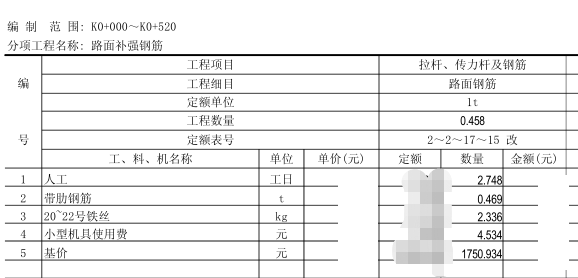 编 制 范 围: K0+000～K0+520
分项工程名称: 路面补强钢筋
编 号
工程项目 拉杆、传力杆及钢筋
工程细目 路面钢筋
定额单位 1t
工程数量 0.458
定额表号 2～2～17～15 改
工、料、机名称 单位 单价(元) 定额 数量 金额(元)
1 人工 工日 2.748
2 带肋钢筋 t 0.469
3 20~22号铁丝 kg 2.336
4 小型机具使用费 元 4.534
5 基价 元 1750.934